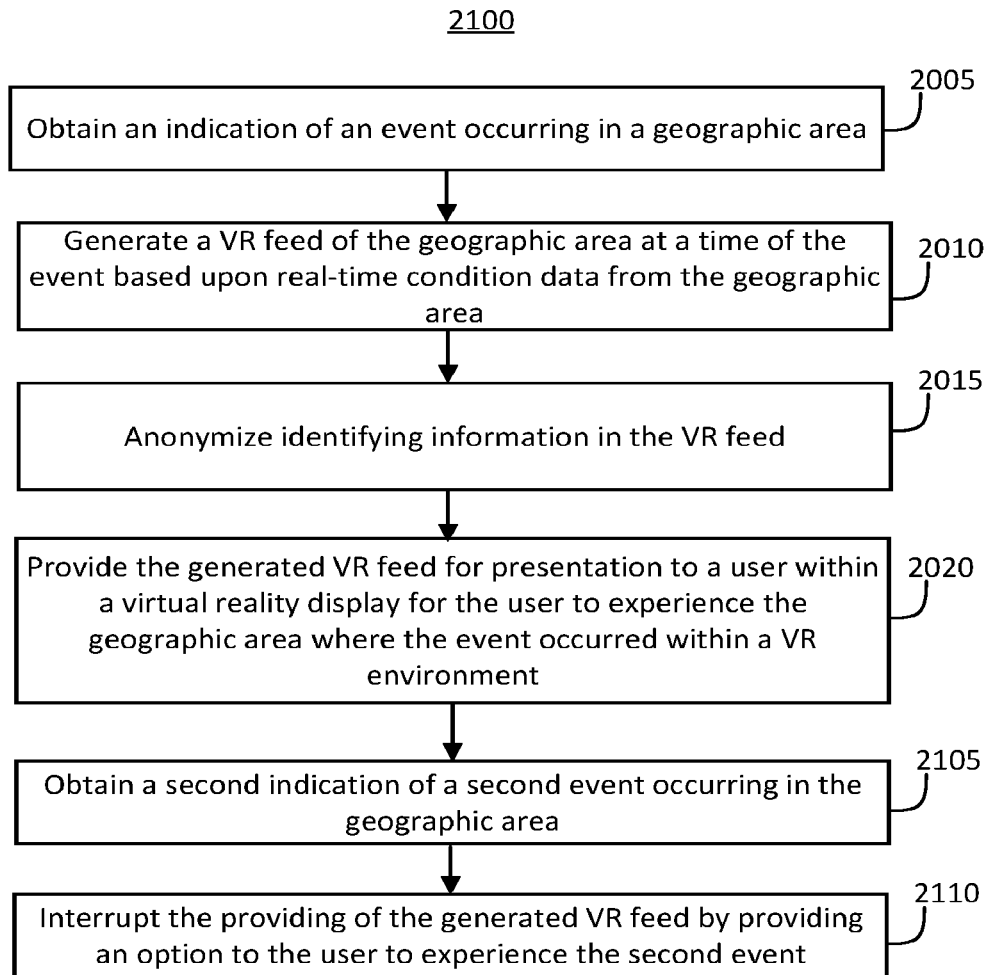 2100
2005
Obtain an indication of an event occurring in a geographic area
Generate a VR feed of the geographic area at a time of the
event based upon real-time condition data from the geographic
area
2010
2015
Anonymize identifying information in the VR feed
Provide the generated VR feed for presentation to a user within
a virtual reality display for the user to experience the
geographic area where the event occurred within a VR
environment
2020
2105
Obtain a second indication of a second event occurring in the
geographic area
2110
Interrupt the providing of the generated VR feed by providing
an option to the user to experience the second event